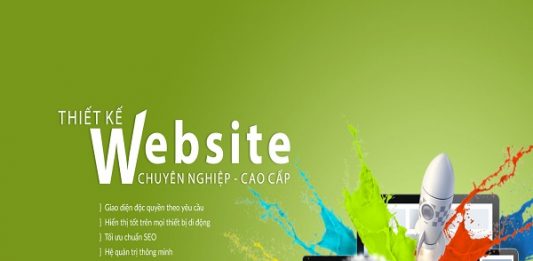 THIẾT KẾ
Website
CHUYÊN NGHIỆP - CAO CẤP
} Giao diện độc quyền theo yêu cầu
} Hiển thị tốt trên mọi thiết bị di động
} Tối ưu chuẩn SEO
} Hệ quản trị thông minh